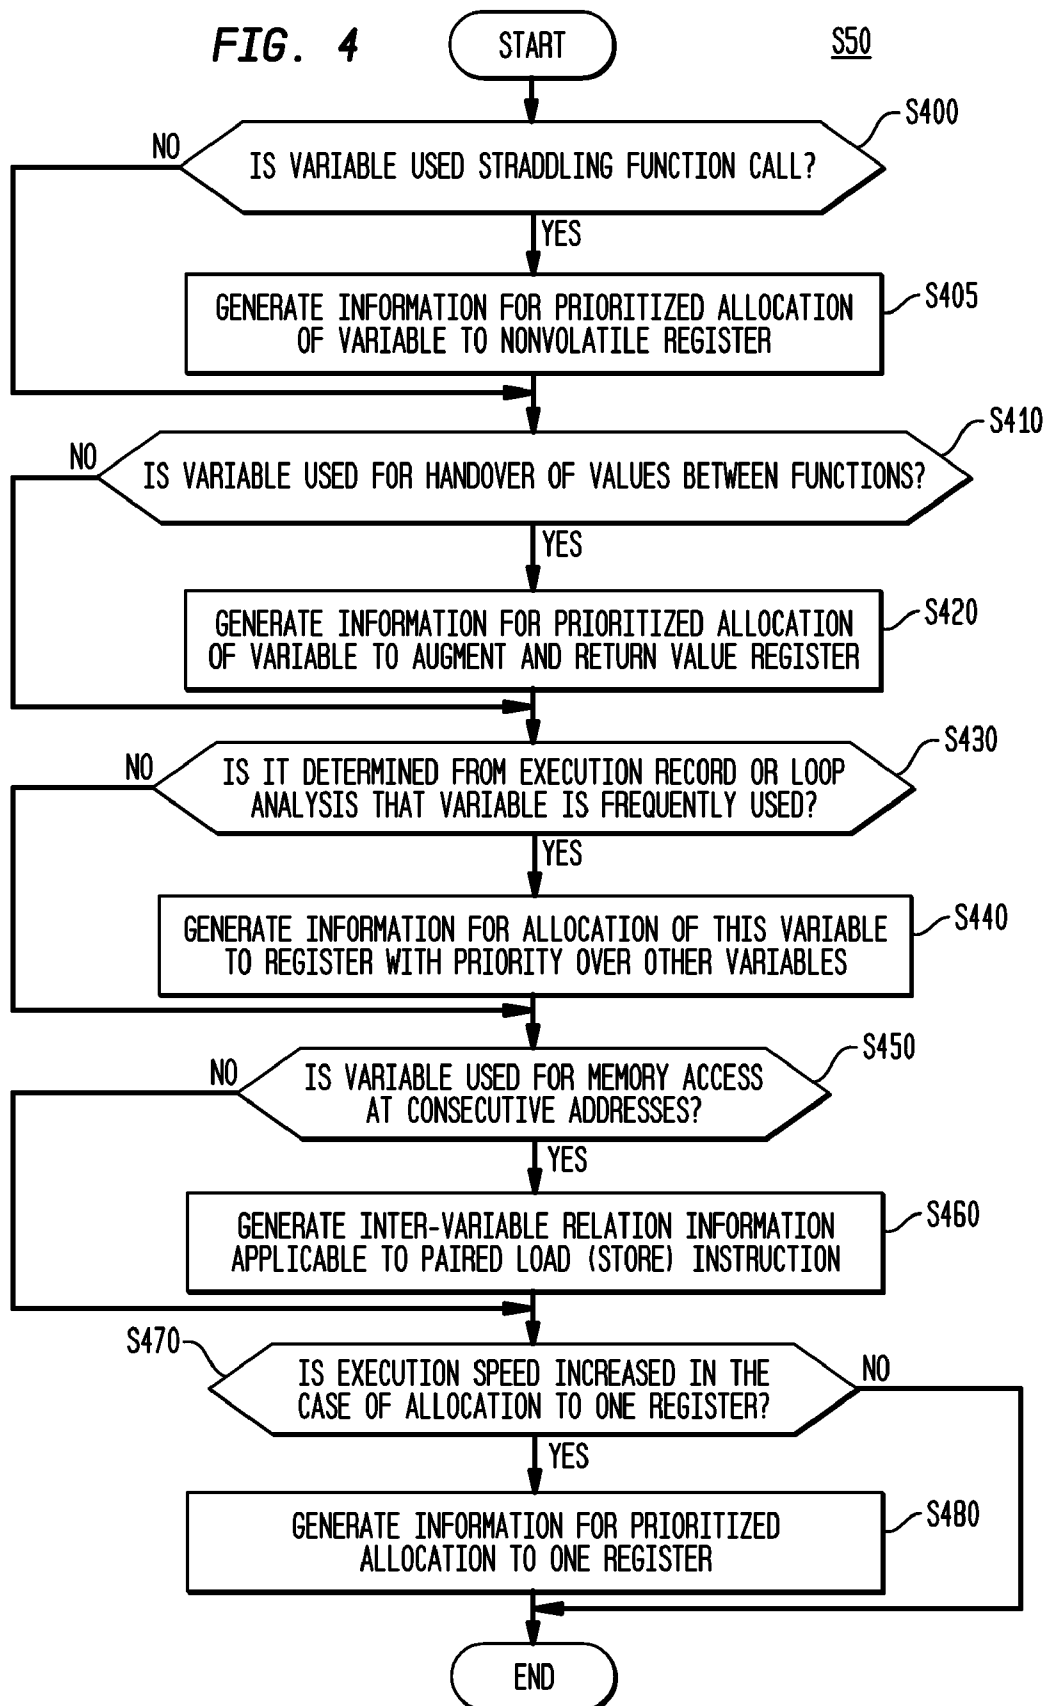 FIG. 4
START
S50
S400
NO
IS VARIABLE USED STRADDLING FUNCTION CALL?
YES
S405
GENERATE INFORMATION FOR PRIORITIZED ALLOCATION
OF VARIABLE TO NONVOLATILE REGISTER
S410
NO
IS VARIABLE USED FOR HANDOVER OF VALUES BETWEEN FUNCTIONS?
YES
S420
GENERATE INFORMATION FOR PRIORITIZED ALLOCATION
OF VARIABLE TO AUGMENT AND RETURN VALUE REGISTER
S430
NO
IS IT DETERMINED FROM EXECUTION RECORD OR LOOP
ANALYSIS THAT VARIABLE IS FREQUENTLY USED?
YES
S440
GENERATE INFORMATION FOR ALLOCATION OF THIS VARIABLE
TO REGISTER WITH PRIORITY OVER OTHER VARIABLES
S450
NO
IS VARIABLE USED FOR MEMORY ACCESS
AT CONSECUTIVE ADDRESSES?
YES
S460
GENERATE INTER-VARIABLE RELATION INFORMATION
APPLICABLE TO PAIRED LOAD (STORE) INSTRUCTION
S470
IS EXECUTION SPEED INCREASED IN THE
CASE OF ALLOCATION TO ONE REGISTER?
NO
YES
S480
GENERATE INFORMATION FOR PRIORITIZED
ALLOCATION TO ONE REGISTER
END